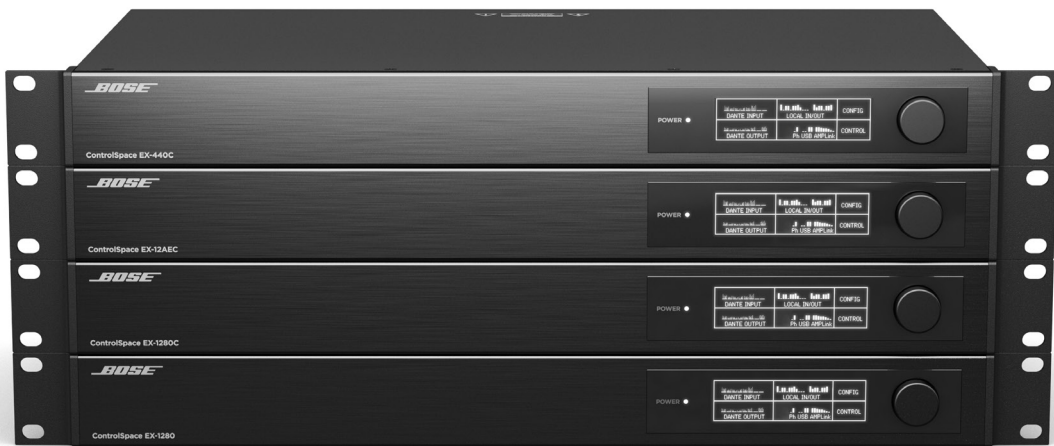 BOSE
POWER
DANTE INPUT
LOCAL IN/OUT
CONFIG
DANTE OUTPUT
Ph USB AMPLink
CONTROL
ControlSpace EX-440C
BOSE
POWER
DANTE INPUT
LOCAL IN/OUT
CONFIG
DANTE OUTPUT
Ph USB AMPLink
CONTROL
ControlSpace EX-12AEC
BOSE
POWER
DANTE INPUT
LOCAL IN/OUT
CONFIG
DANTE OUTPUT
Ph USB AMPLink
CONTROL
ControlSpace EX-1280C
BOSE
POWER
DANTE INPUT
LOCAL IN/OUT
CONFIG
DANTE OUTPUT
Ph USB AMPLink
CONTROL
ControlSpace EX-1280